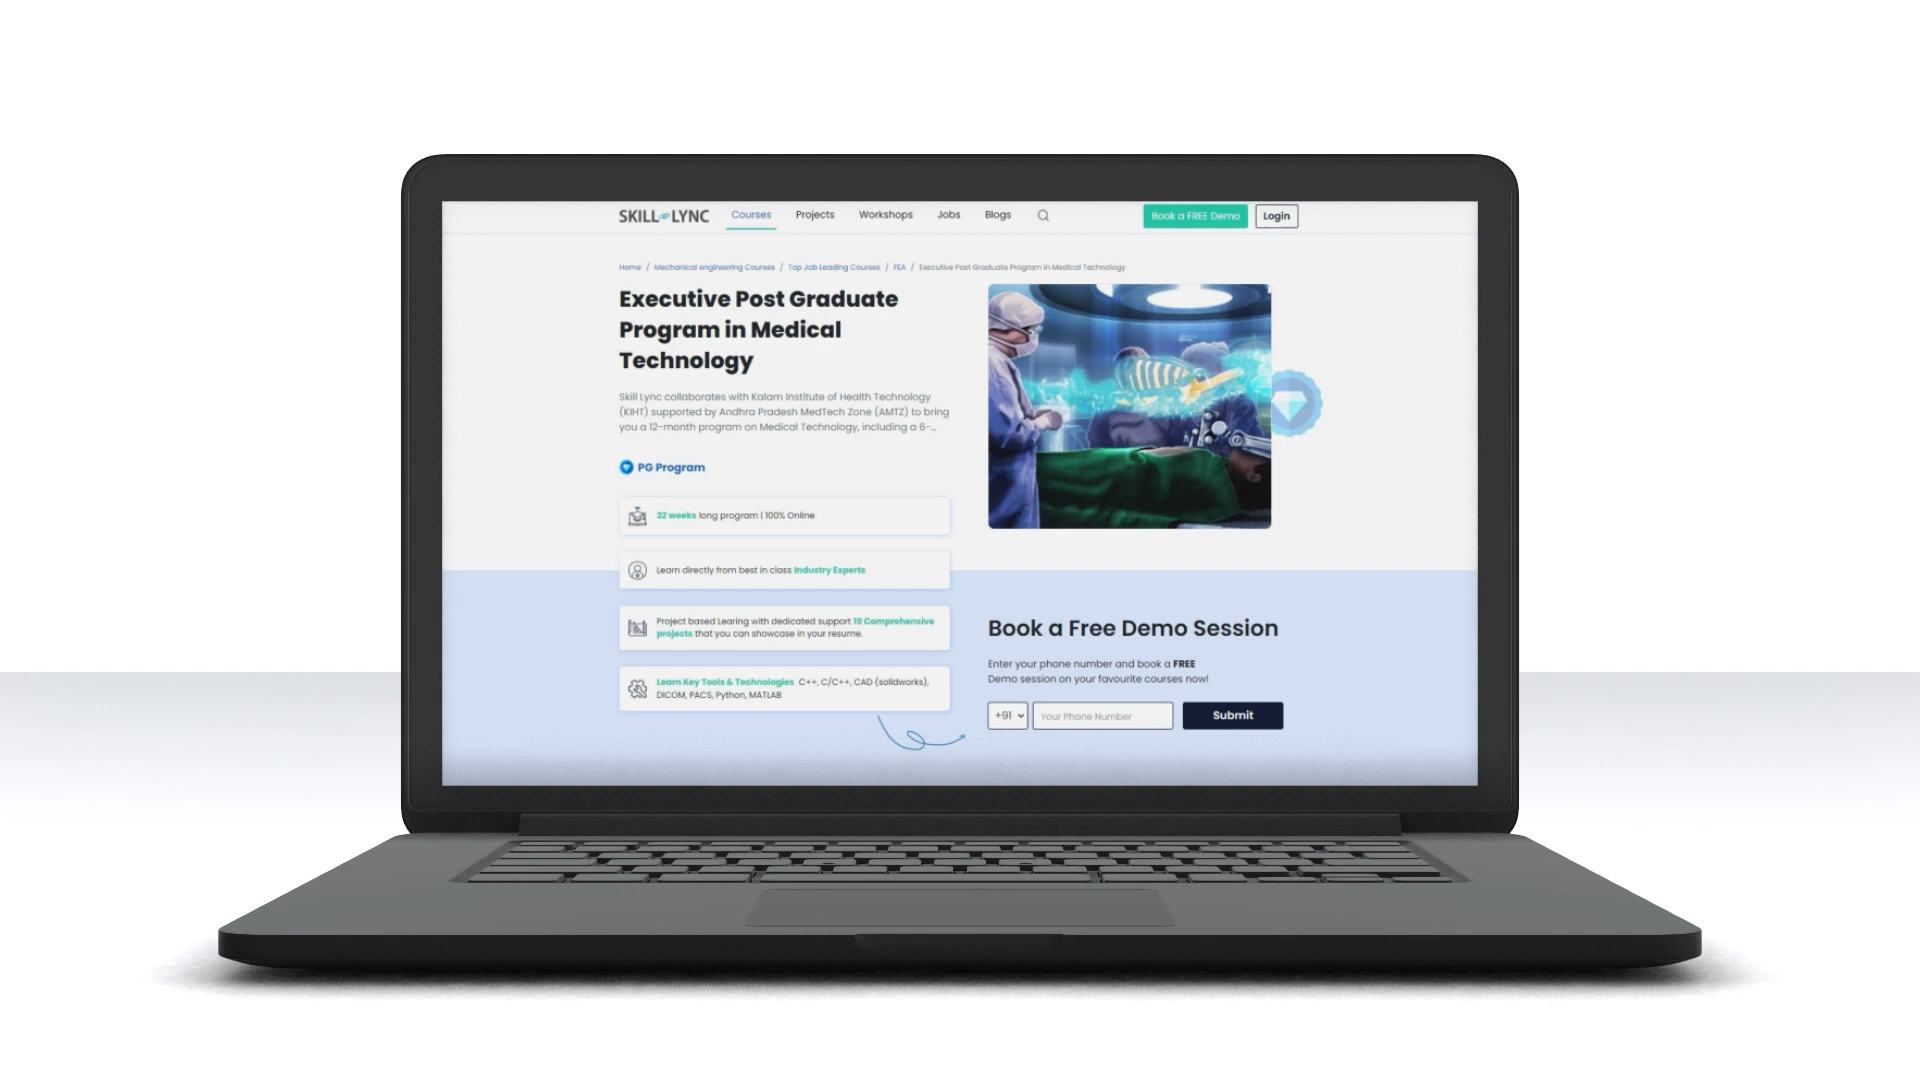 SKILL LYNC Courses Projects Workshops Jobs Blogs Book a FREE Demo Login
Home / Mechanical engineering Courses / Top Job Leading Courses / FEA / Executive Post Graduate Program in Medical Technology
Executive Post Graduate
Program in Medical
Technology
Skill Lync collaborates with Kalam Institute of Health Technology
(KIHT) supported by Andhra Pradesh MedTech Zone (AMTZ) to bring
you a 12-month program on Medical Technology, including a 6-...
PG Program
32 weeks long program | 100% Online
Learn directly from best in class Industry Experts
Project based Learing with dedicated support 19 Comprehensive
projects that you can showcase in your resume.
Learn Key Tools & Technologies C++, C/C++, CAD (solidworks),
DICOM, PACS, Python, MATLAB
Book a Free Demo Session
Enter your phone number and book a FREE
Demo session on your favourite courses now!
+91 Your Phone Number Submit